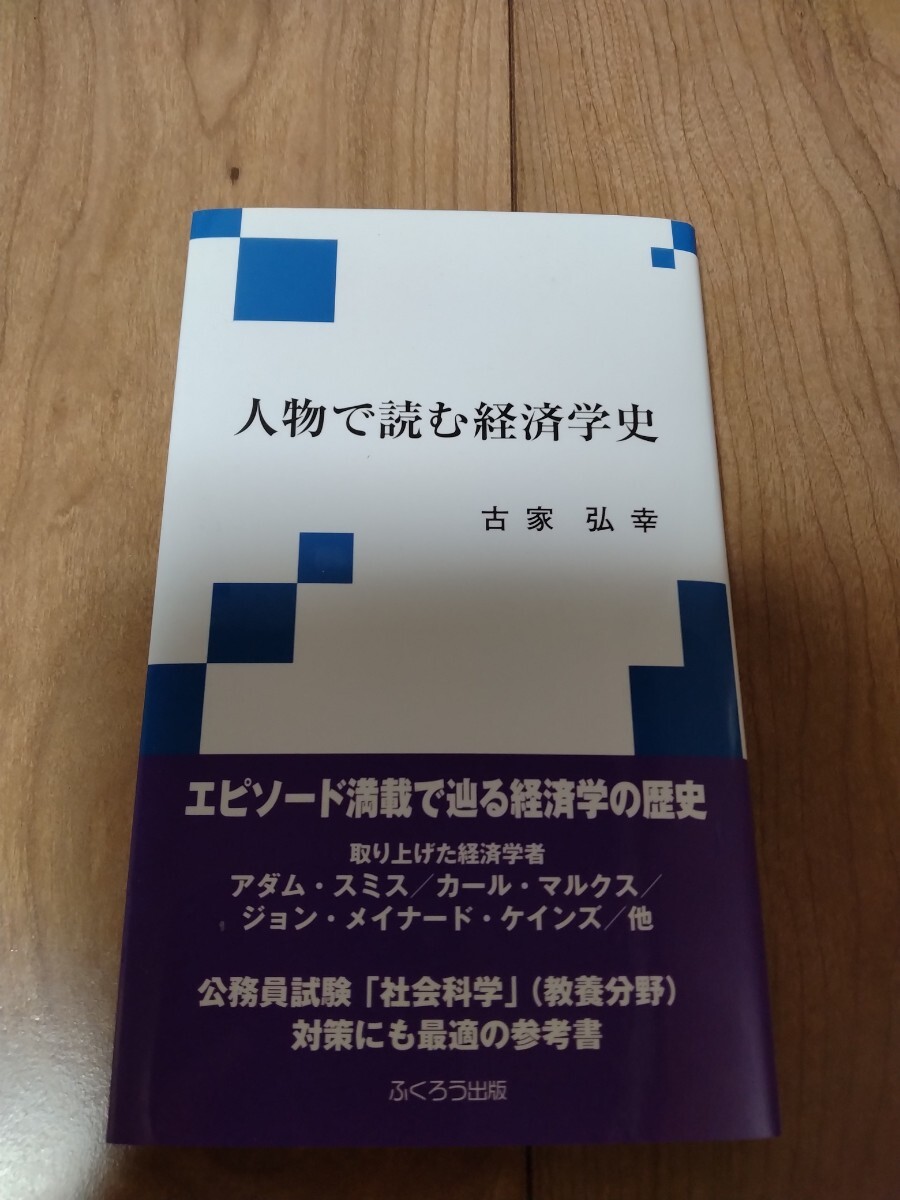 人物で読む経済学史
古家 弘幸
エピソード満載で辿る経済学の歴史
取り上げた経済学者
アダム・スミス／カール・マルクス／
ジョン・メイナード・ケインズ／他
公務員試験「社会科学」（教養分野）
対策にも最適の参考書
ふくろう出版